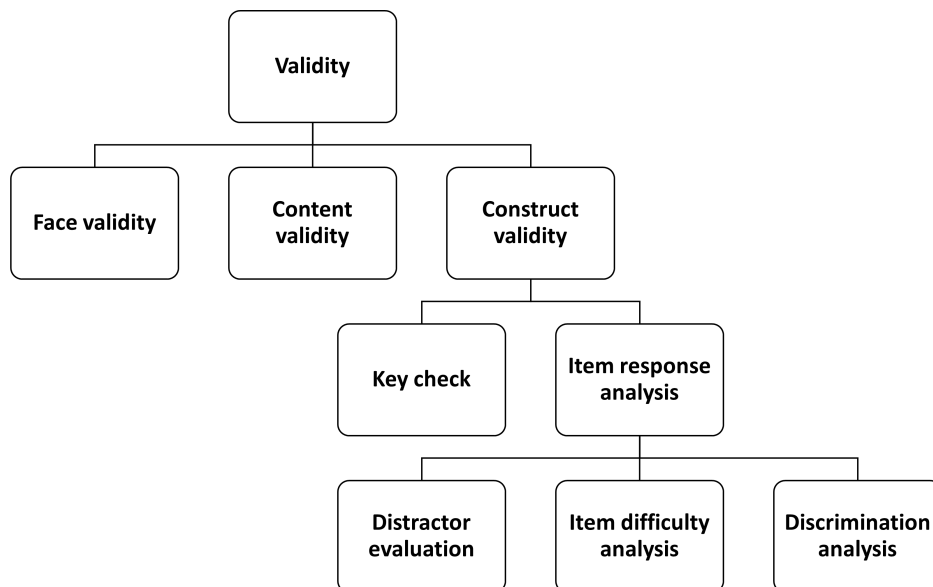 Validity
Face validity
Content
validity
Construct
validity
Key check
Item response
analysis
Distractor
evaluation
Item difficulty
analysis
Discrimination
analysis